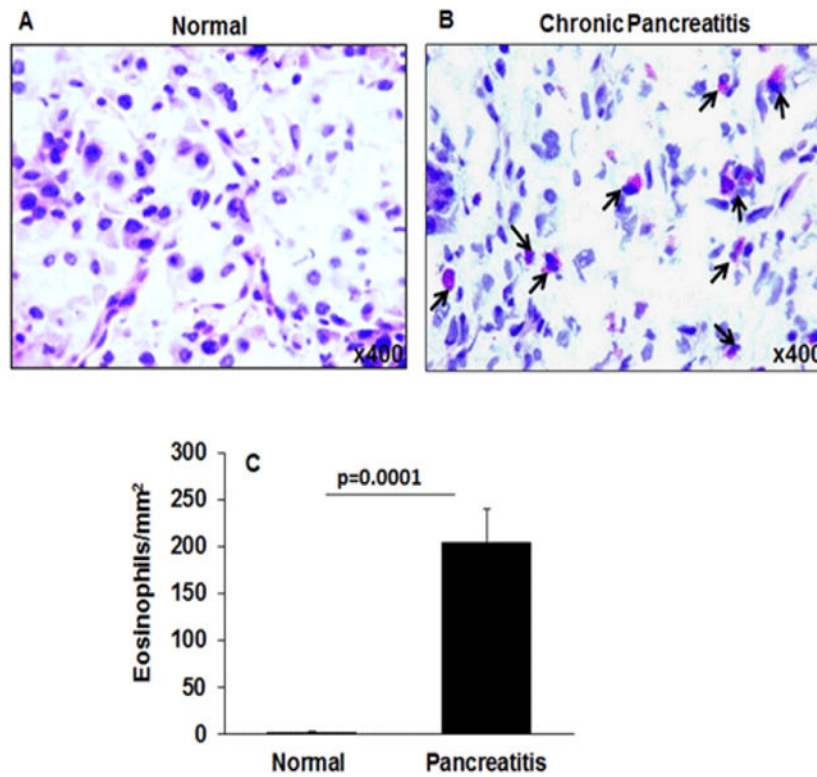 A Normal
B Chronic Pancreatitis
x400
x400
C
p=0.0001
Eosinophils/mm²
300
250
200
150
100
50
0
Normal Pancreatitis